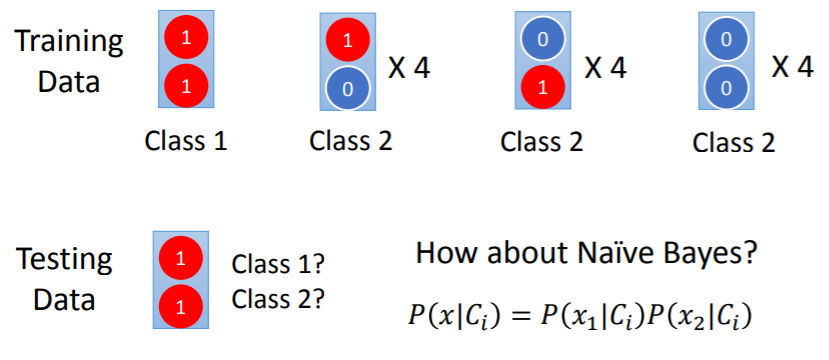 Training
Data
1
1
Class 1
1
0
X 4
Class 2
0
1
X 4
Class 2
0
0
X 4
Class 2
Testing
Data
1
1
Class 1?
Class 2?
How about Naïve Bayes?
P(x|C_i) = P(x_1|C_i)P(x_2|C_i)